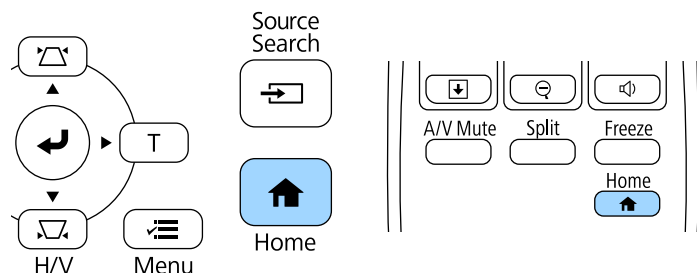 Source
Search
T
Home
H/V
Menu
A/V Mute
Split
Freeze
Home